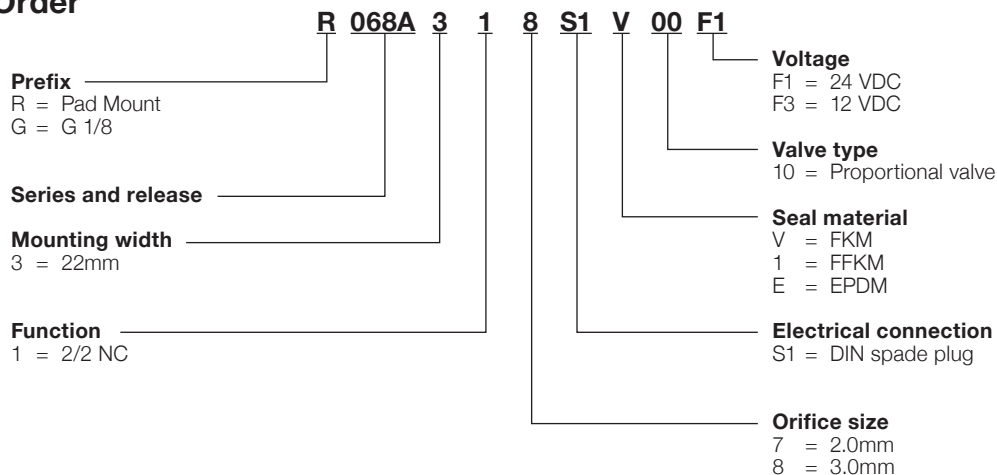 Order
R 068A 3 1 8 S1 V 00 F1
Prefix
R = Pad Mount
G = G 1/8
Series and release
Mounting width
3 = 22mm
Function
1 = 2/2 NC
Voltage
F1 = 24 VDC
F3 = 12 VDC
Valve type
10 = Proportional valve
Seal material
V = FKM
1 = FFKM
E = EPDM
Electrical connection
S1 = DIN spade plug
Orifice size
7 = 2.0mm
8 = 3.0mm